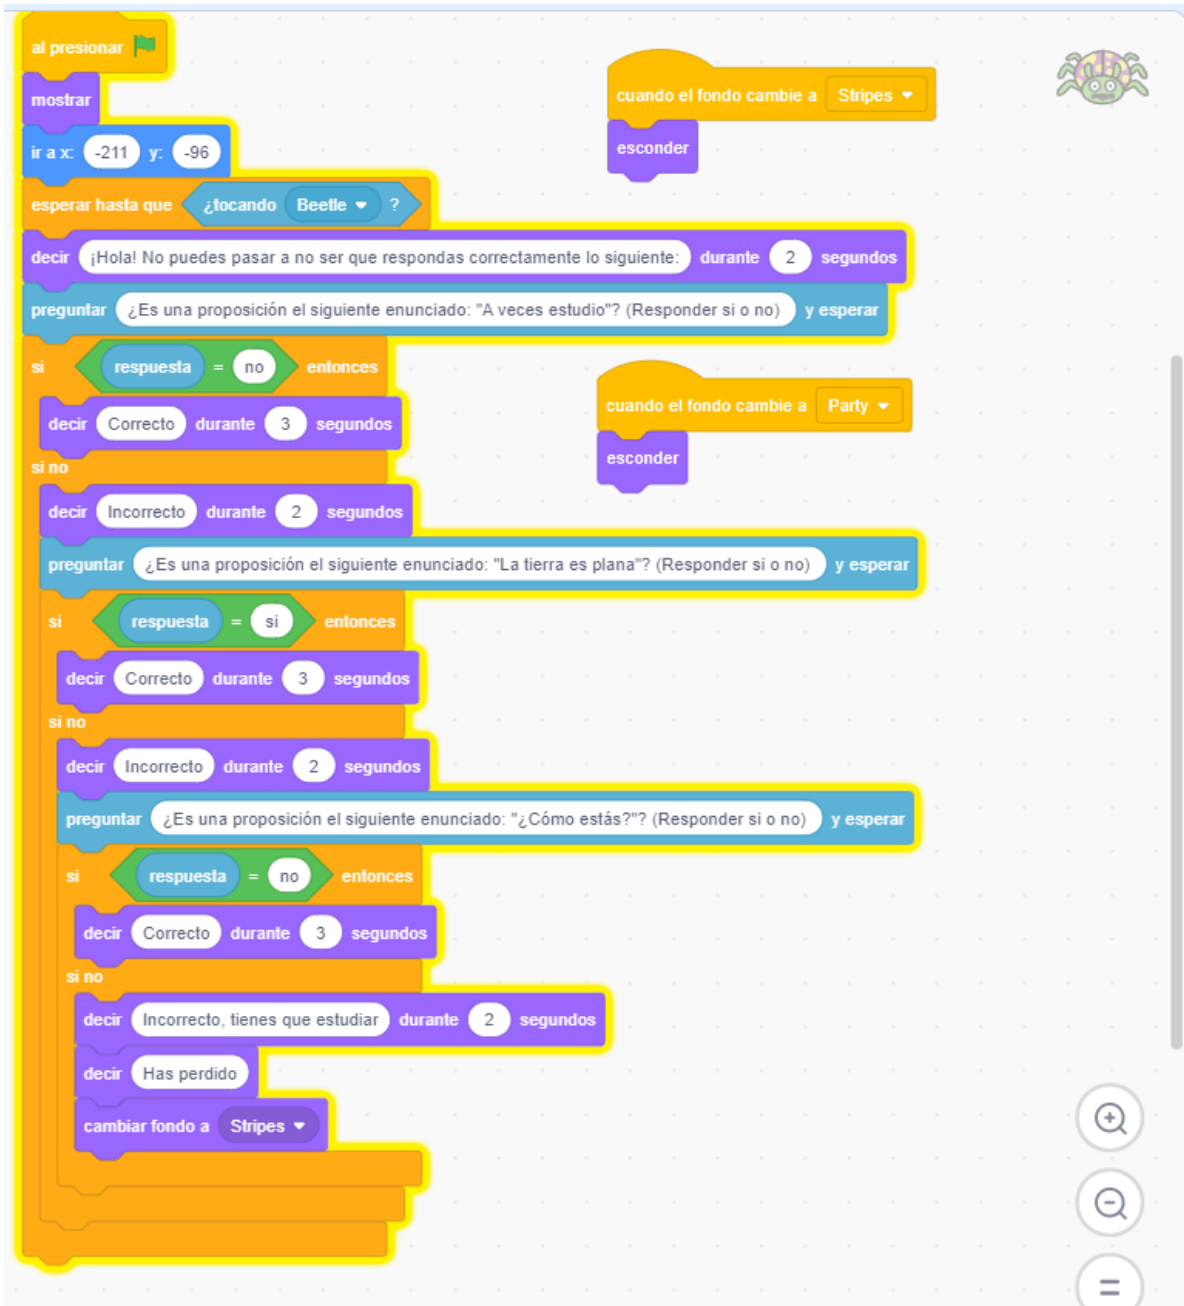 al presionar
mostrar
ir a x: -211 y: -96
esperar hasta que ¿tocando Beetle ?
decir ¡Hola! No puedes pasar a no ser que respondas correctamente lo siguiente: durante 2 segundos
preguntar ¿Es una proposición el siguiente enunciado: "A veces estudio"? (Responder si o no) y esperar
si respuesta = no entonces
decir Correcto durante 3 segundos
si no
decir Incorrecto durante 2 segundos
preguntar ¿Es una proposición el siguiente enunciado: "La tierra es plana"? (Responder si o no) y esperar
si respuesta = si entonces
decir Correcto durante 3 segundos
si no
decir Incorrecto durante 2 segundos
preguntar ¿Es una proposición el siguiente enunciado: "¿Cómo estás?"? (Responder si o no) y esperar
si respuesta = no entonces
decir Correcto durante 3 segundos
si no
decir Incorrecto, tienes que estudiar durante 2 segundos
decir Has perdido
cambiar fondo a Stripes
cuando el fondo cambie a Stripes
esconder
cuando el fondo cambie a Party
esconder